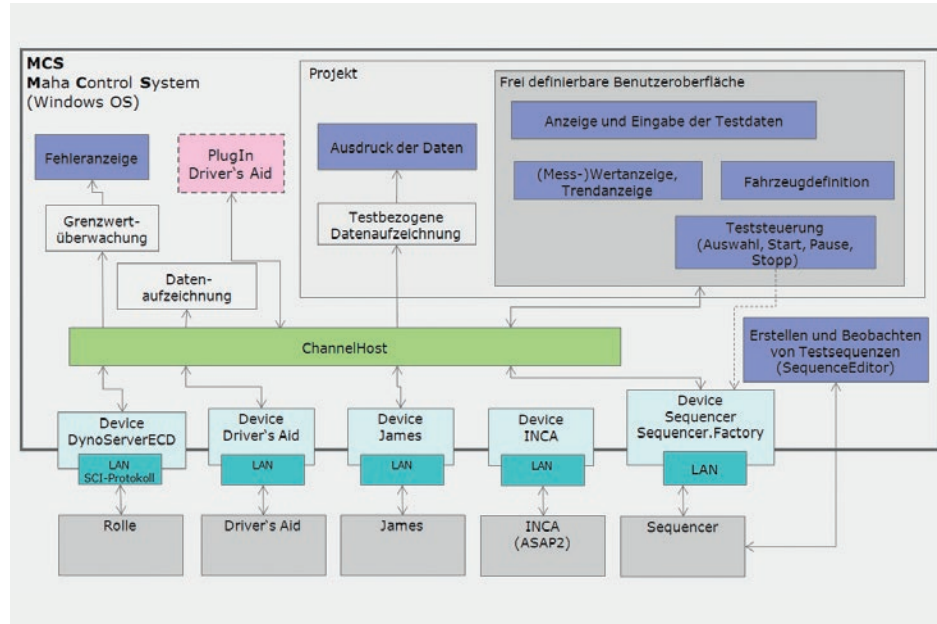 MCS
Maha Control System
(Windows OS)
Projekt
Frei definierbare Benutzeroberfläche
Anzeige und Eingabe der Testdaten
(Mess-)Wertanzeige,
Trendanzeige
Fahrzeugdefinition
Teststeuerung
(Auswahl, Start, Pause,
Stopp)
Ausdruck der Daten
Testbezogene
Datenaufzeichnung
Fehleranzeige
PlugIn
Driver's Aid
Grenzwert-
überwachung
Daten-
aufzeichnung
ChannelHost
Erstellen und Beobachten
von Testsequenzen
(SequenceEditor)
Device
DynoServerECD
LAN
SCI-Protokoll
Rolle
Device
Driver's Aid
LAN
Driver's Aid
Device
James
LAN
James
Device
INCA
LAN
INCA
(ASAP2)
Device
Sequencer
Sequencer.Factory
LAN
Sequencer